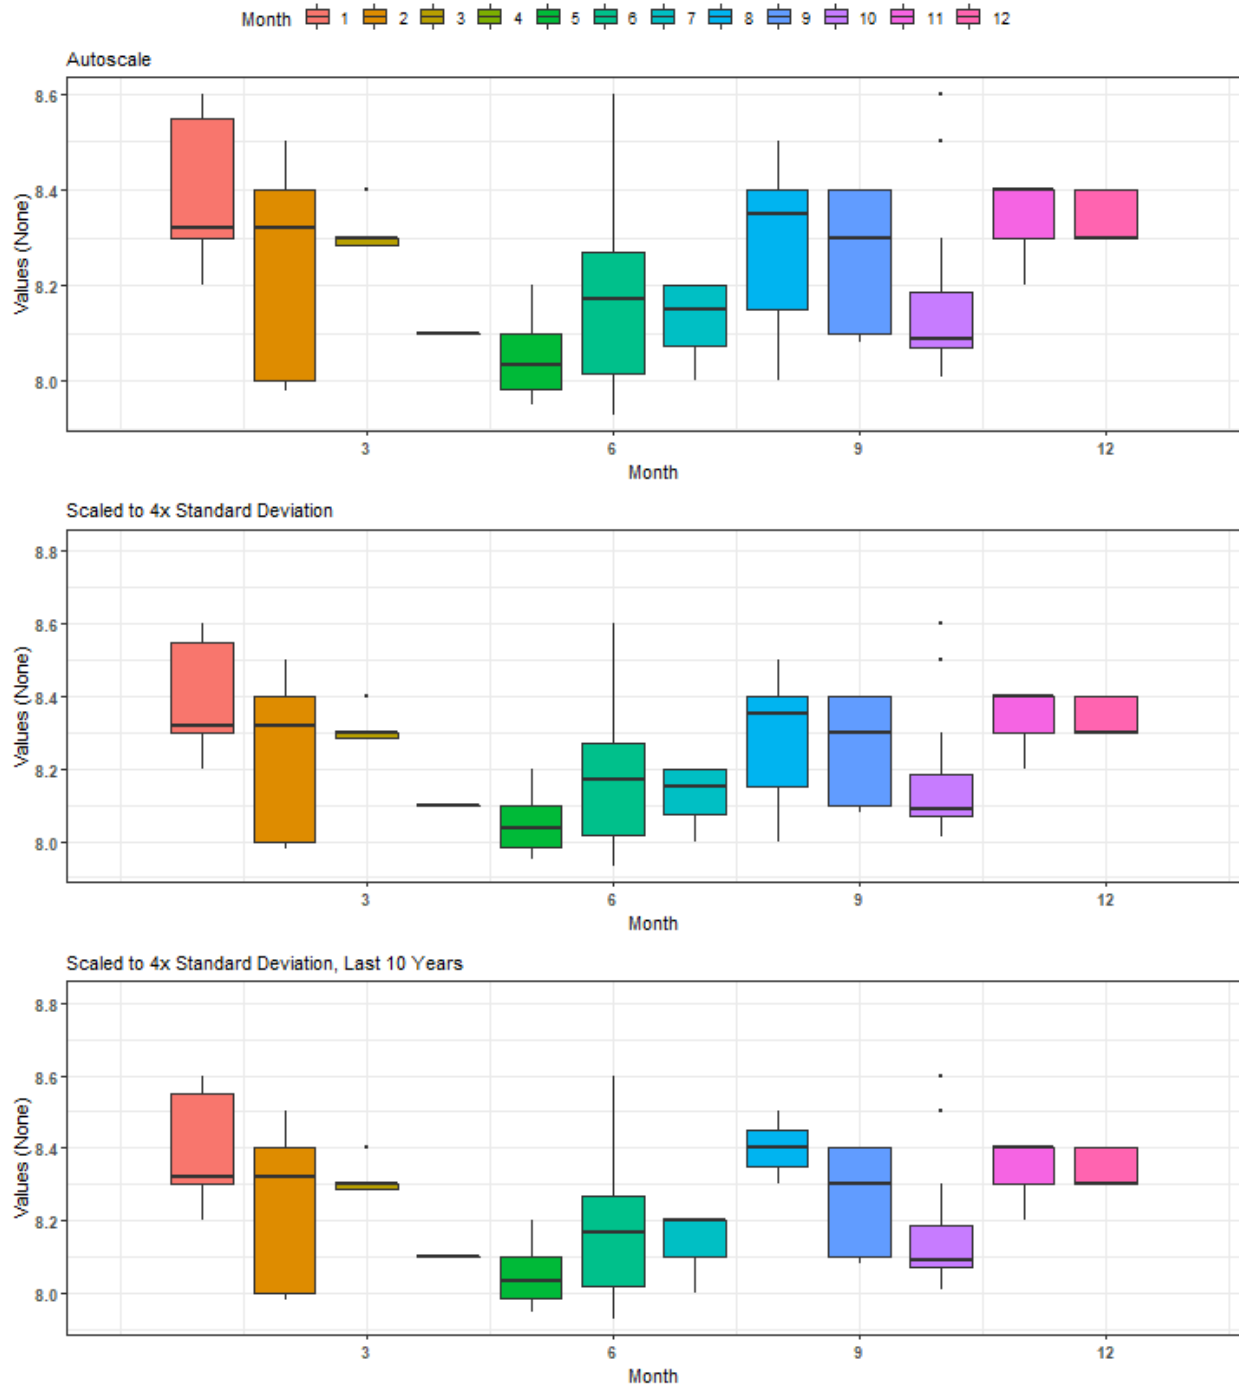 Month 1 2 3 4 5 6 7 8 9 10 11 12
Autoscale
Values (None)
8.6
8.4
8.2
8.0
3 6 9 12
Month
Scaled to 4x Standard Deviation
Values (None)
8.8
8.6
8.4
8.2
8.0
3 6 9 12
Month
Scaled to 4x Standard Deviation, Last 10 Years
Values (None)
8.8
8.6
8.4
8.2
8.0
3 6 9 12
Month